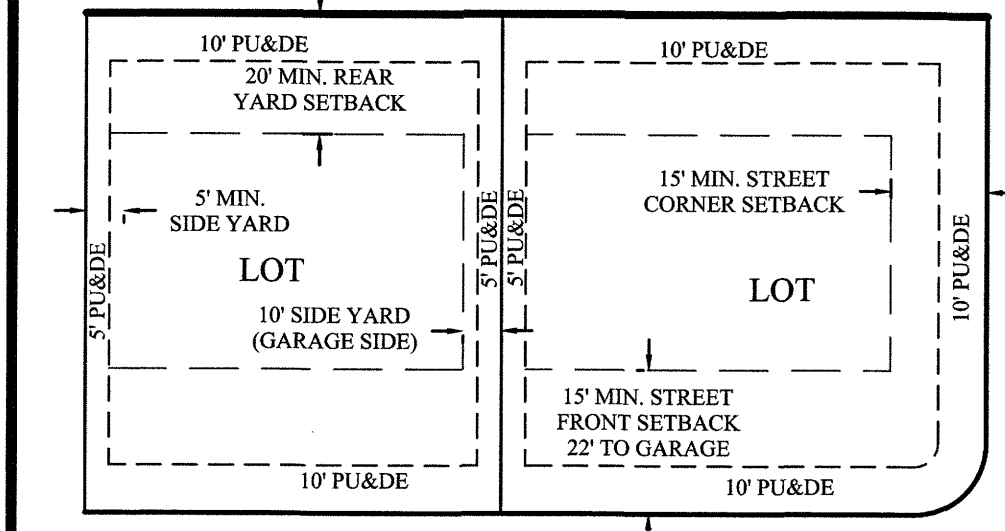 10' PU&DE
20' MIN. REAR
YARD SETBACK
5' MIN.
SIDE YARD
5' PU&DE
LOT
10' SIDE YARD
(GARAGE SIDE)
5' PU&DE
10' PU&DE
10' PU&DE
5' PU&DE
15' MIN. STREET
CORNER SETBACK
LOT
10' PU&DE
15' MIN. STREET
FRONT SETBACK
22' TO GARAGE
10' PU&DE